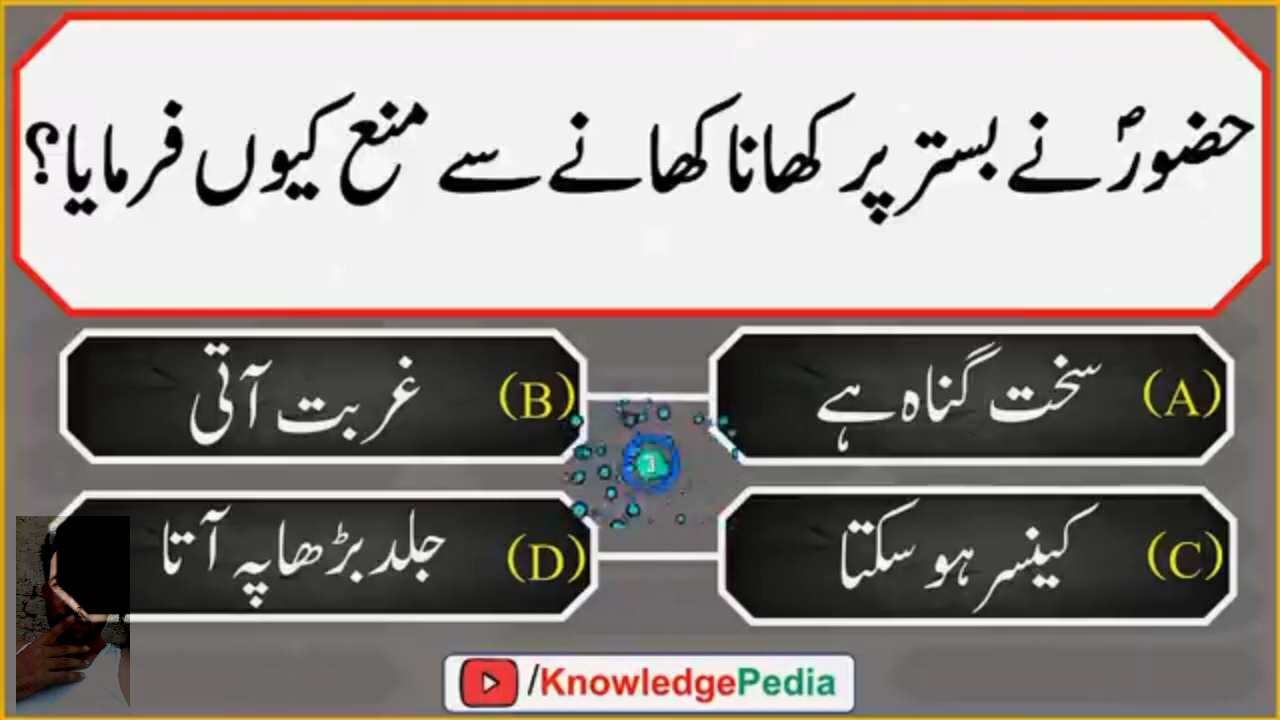 حضورؐ نے بستر پر کھانا کھانے سے منع کیوں فرمایا؟
(A) سخت گناہ ہے
(B) غربت آتی
(C) کینسر ہو سکتا
(D) جلد بڑھاپہ آتا
3
/KnowledgePedia